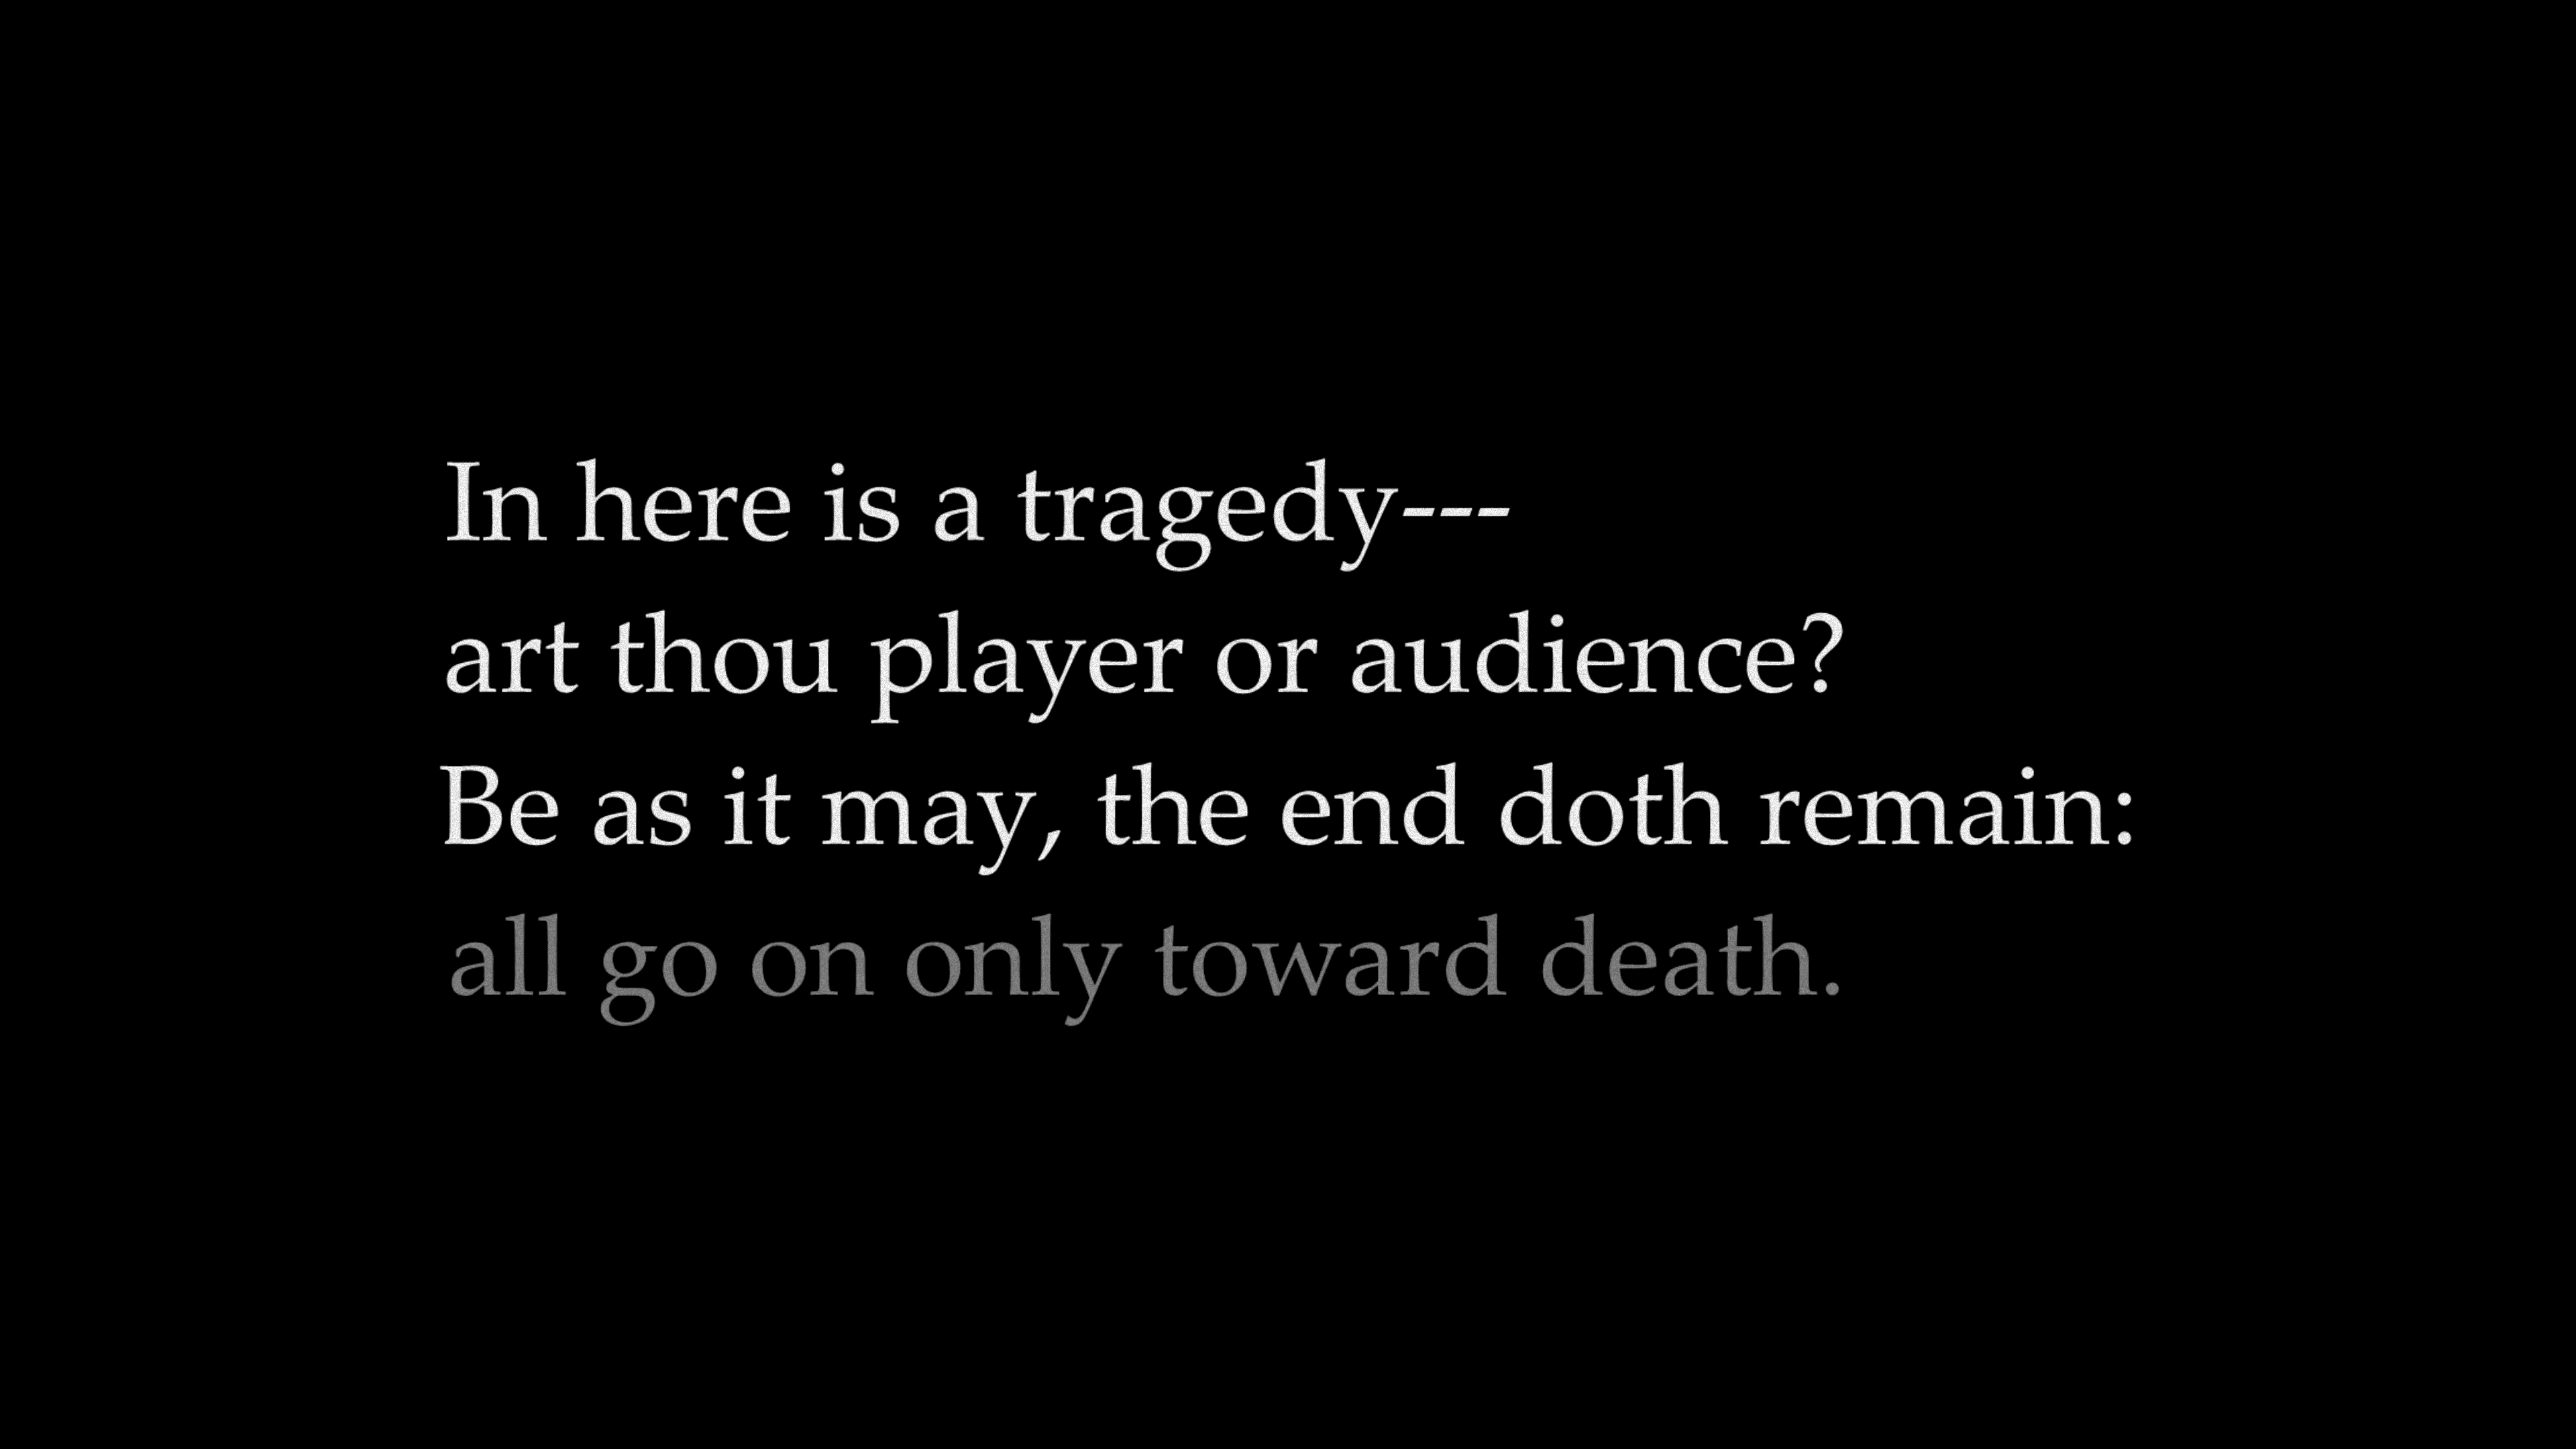 In here is a tragedy---
art thou player or audience?
Be as it may, the end doth remain:
all go on only toward death.